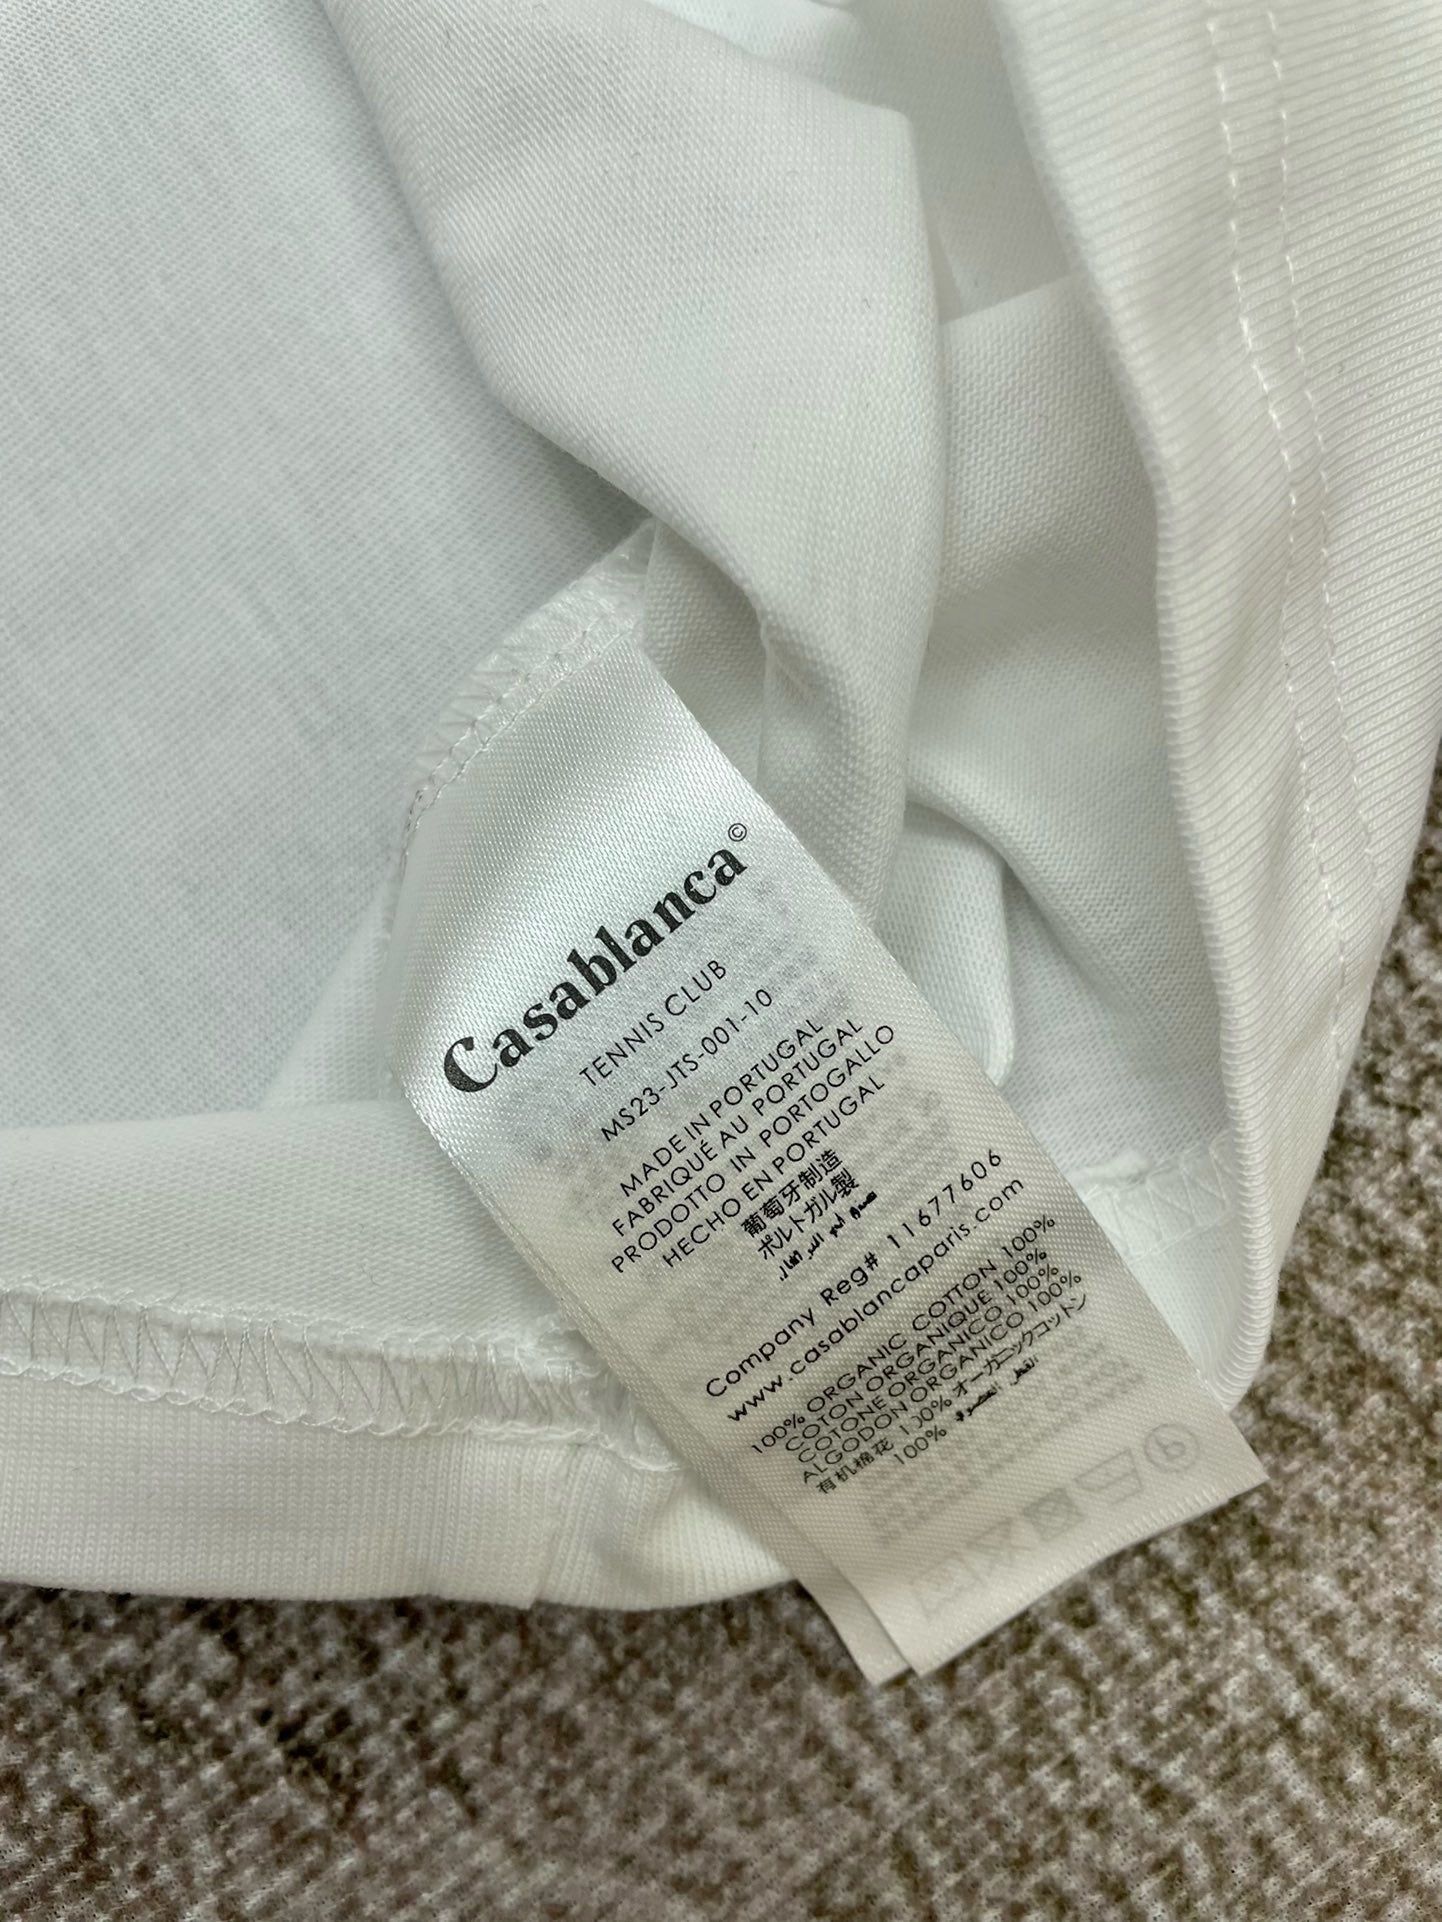 Casablanca©
TENNIS CLUB
MS23-JTS-001-10
MADE IN PORTUGAL
FABRIQUÉ AU PORTUGAL
PRODOTTO IN PORTOGALLO
HECHO EN PORTUGAL
葡萄牙制造
ポルトガル製
Company Reg# 11677606
www.casablancaparis.com
100% ORGANIC COTTON 100%
COTON ORGANIQUE 100%
COTONE ORGANICO 100%
ALGODON ORGANICO 100%
有机棉花 100% オーガニックコットン
100%